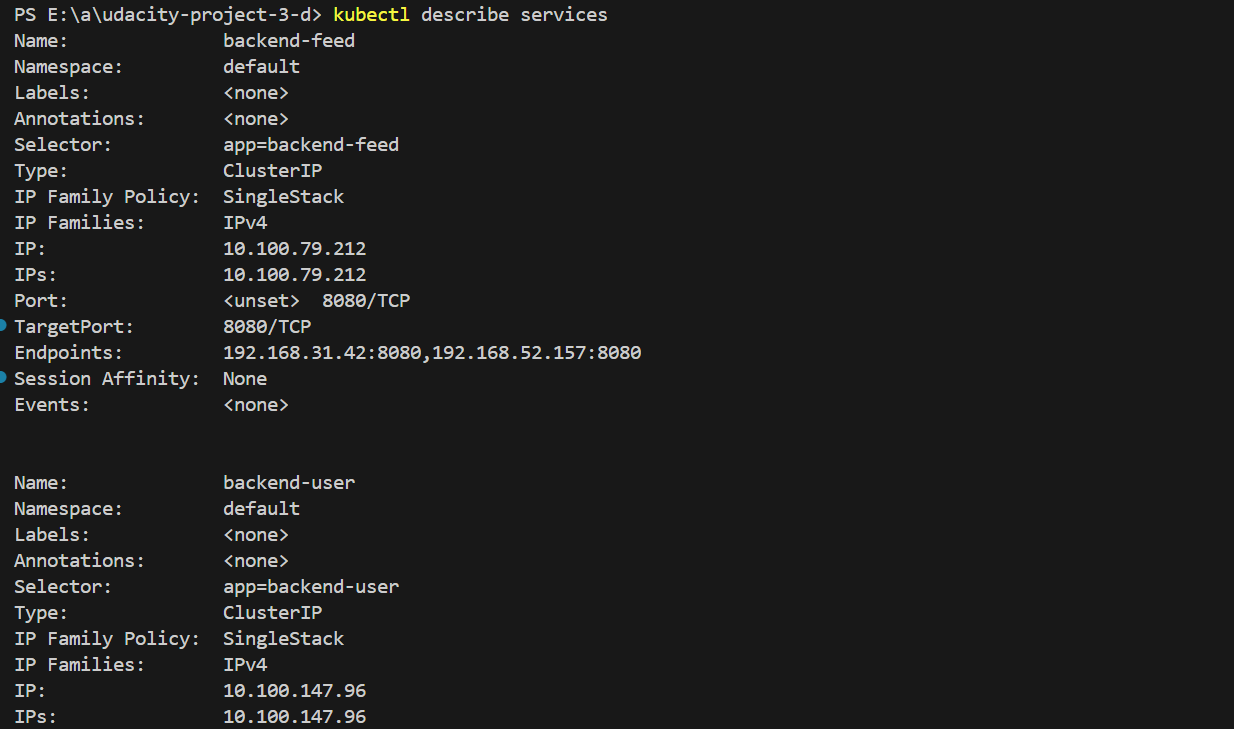 PS E:\a\udacity-project-3-d> kubectl describe services
Name:              backend-feed
Namespace:         default
Labels:            <none>
Annotations:       <none>
Selector:          app=backend-feed
Type:              ClusterIP
IP Family Policy:  SingleStack
IP Families:       IPv4
IP:                10.100.79.212
IPs:               10.100.79.212
Port:              <unset>  8080/TCP
TargetPort:        8080/TCP
Endpoints:         192.168.31.42:8080,192.168.52.157:8080
Session Affinity:  None
Events:            <none>
Name:              backend-user
Namespace:         default
Labels:            <none>
Annotations:       <none>
Selector:          app=backend-user
Type:              ClusterIP
IP Family Policy:  SingleStack
IP Families:       IPv4
IP:                10.100.147.96
IPs:               10.100.147.96